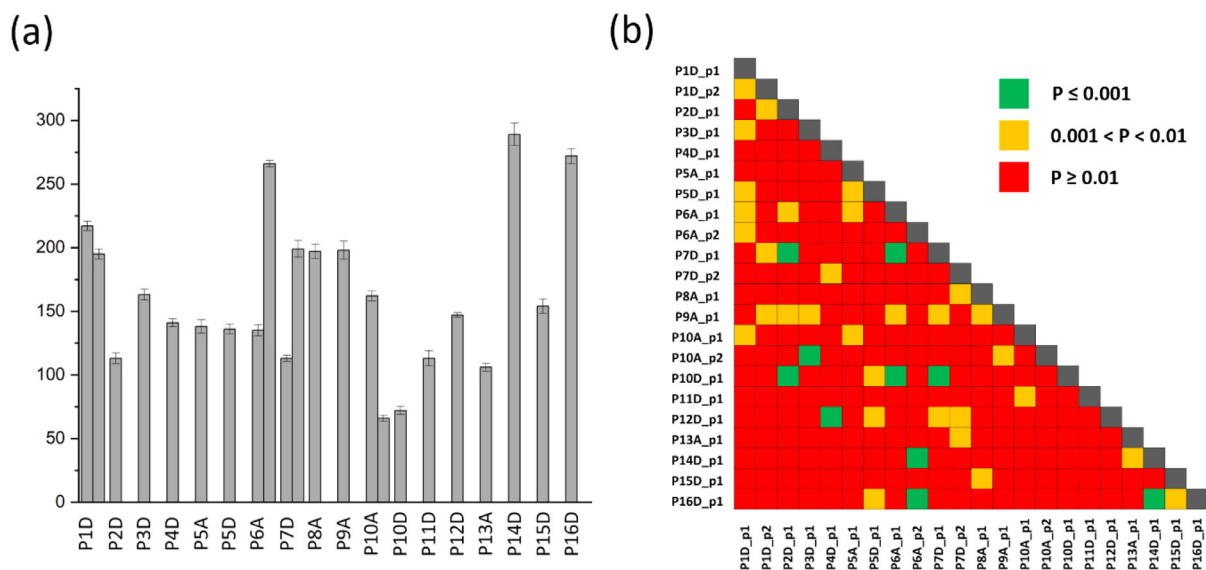 (a)
300
250
200
150
100
50
0
P1D
P2D
P3D
P4D
P5A
P5D
P6A
P7D
P8A
P9A
P10A
P10D
P11D
P12D
P13A
P14D
P15D
P16D
(b)
P1D_p1
P1D_p2
P2D_p1
P3D_p1
P4D_p1
P5A_p1
P5D_p1
P6A_p1
P6A_p2
P7D_p1
P7D_p2
P8A_p1
P9A_p1
P10A_p1
P10A_p2
P10D_p1
P11D_p1
P12D_p1
P13A_p1
P14D_p1
P15D_p1
P16D_p1
P ≤ 0.001
0.001 < P < 0.01
P ≥ 0.01
P1D_p1
P1D_p2
P2D_p1
P3D_p1
P4D_p1
P5A_p1
P5D_p1
P6A_p1
P6A_p2
P7D_p1
P7D_p2
P8A_p1
P9A_p1
P10A_p1
P10A_p2
P10D_p1
P11D_p1
P12D_p1
P13A_p1
P14D_p1
P15D_p1
P16D_p1